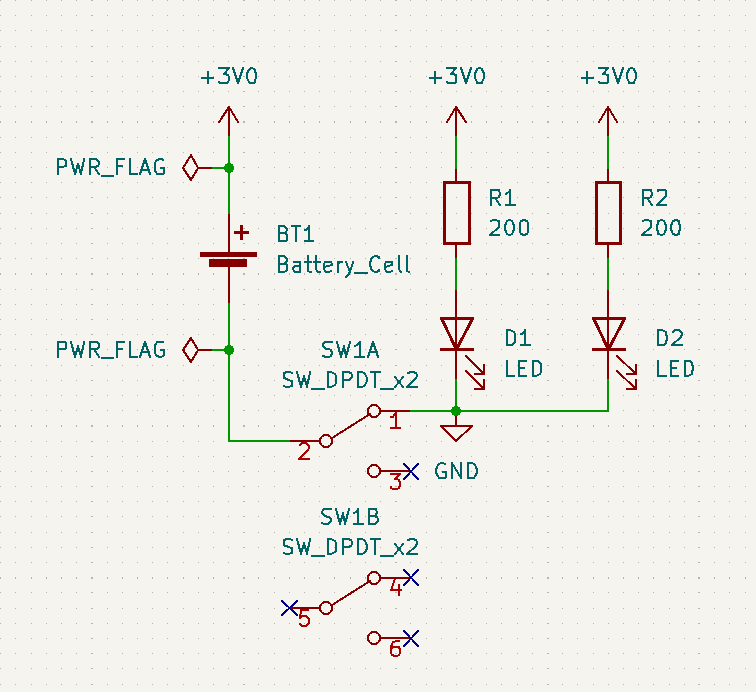 +3V0
+3V0
+3V0
PWR_FLAG
R1
200
R2
200
+
BT1
Battery_Cell
PWR_FLAG
D1
LED
D2
LED
SW1A
SW_DPDT_x2
1
2
3
GND
SW1B
SW_DPDT_x2
4
5
6